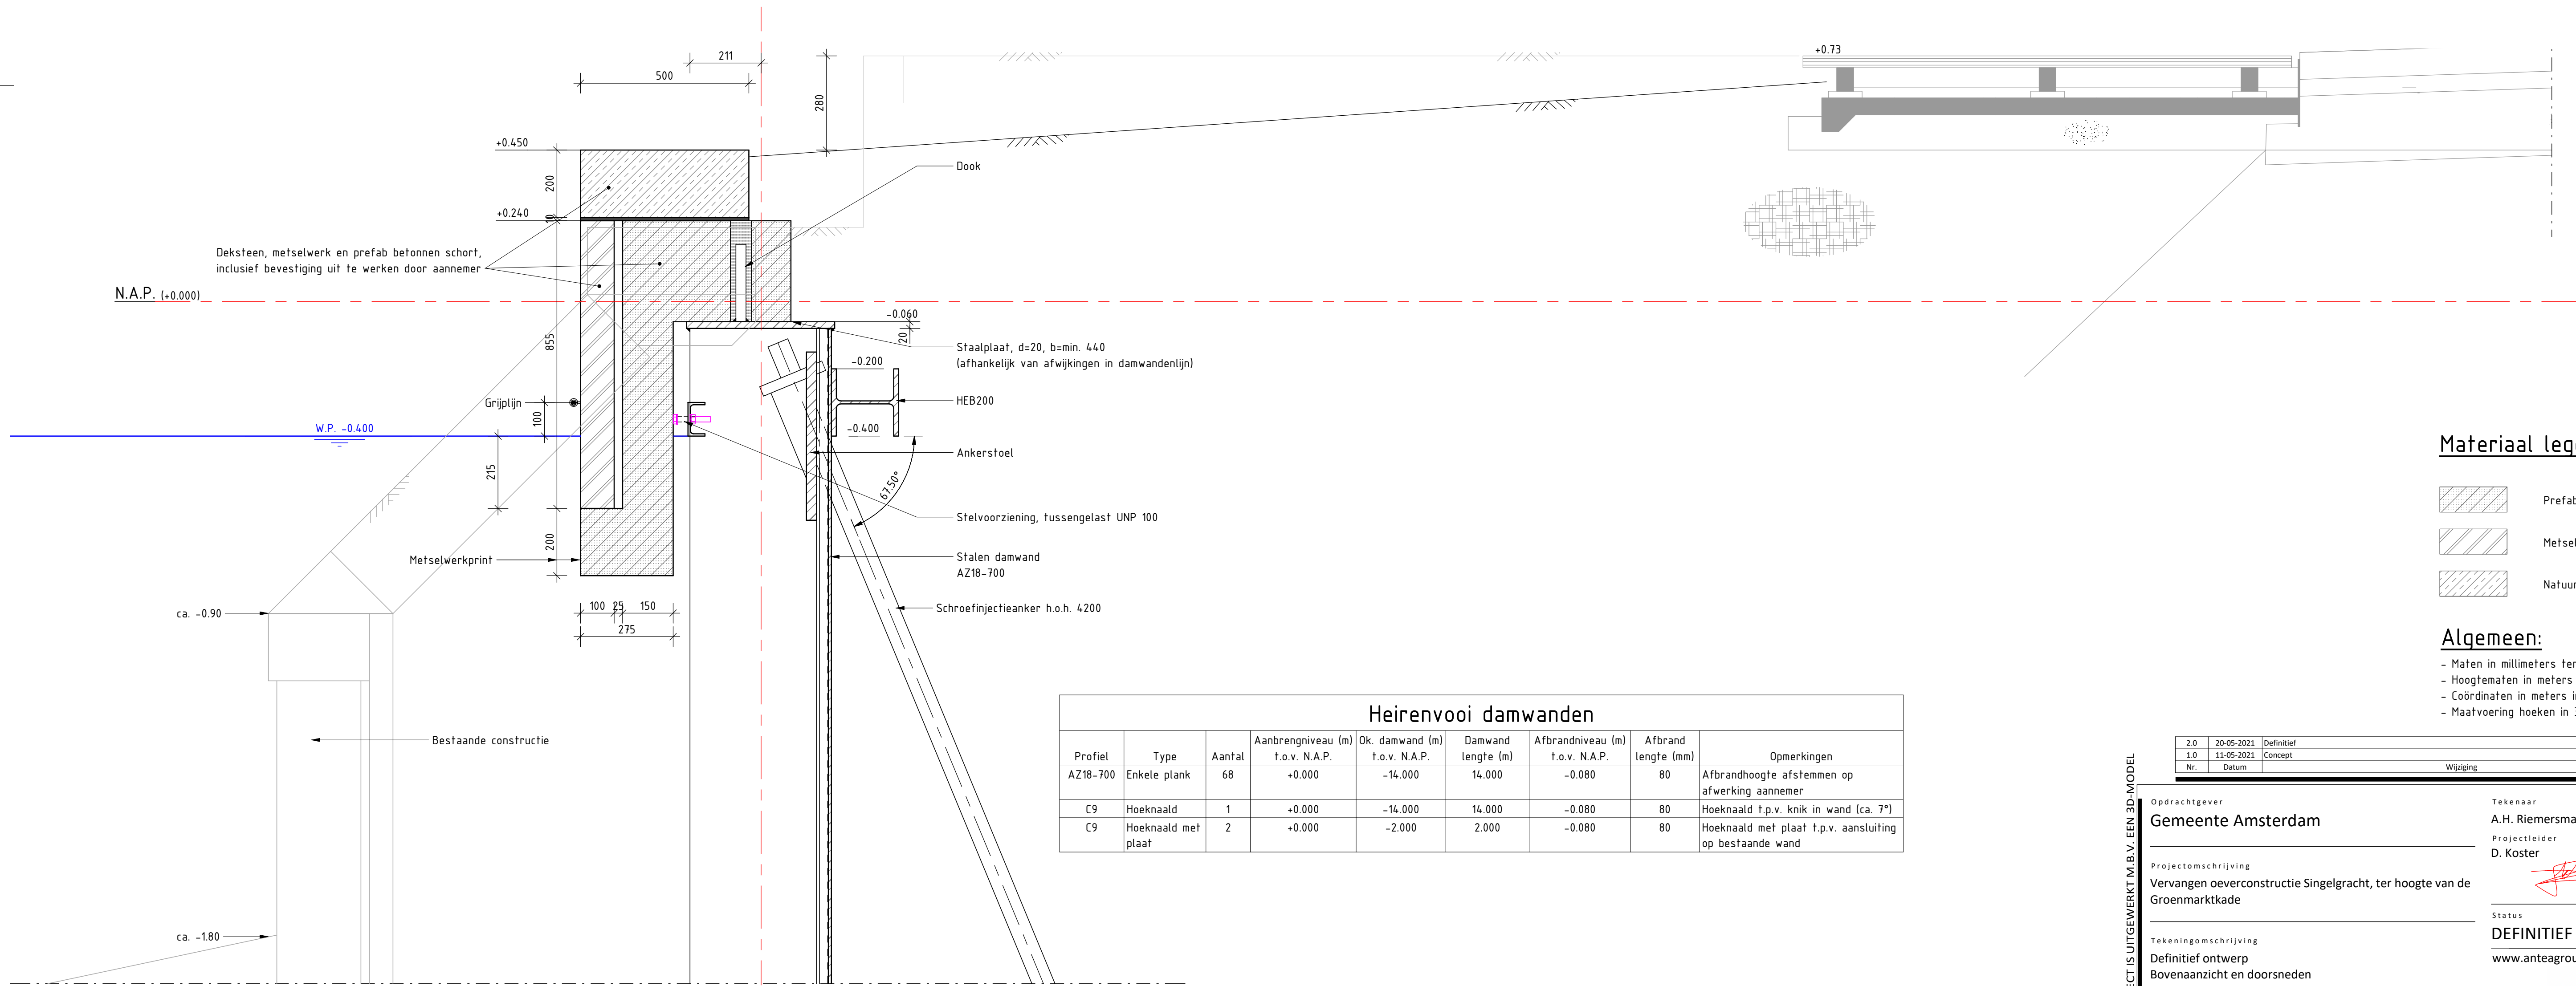 211
500
280
+0.73
+0.450
200
10
+0.240
Dook
Deksteen, metselwerk en prefab betonnen schort,
inclusief bevestiging uit te werken door aannemer
N.A.P. (+0.000)
855
-0.060
20
Staalplaat, d=20, b=min. 440
(afhankelijk van afwijkingen in damwandenlijn)
-0.200
HEB200
Grijplijn
100
W.P. -0.400
-0.400
Ankerstoel
215
67.50°
Stelvoorziening, tussengelast UNP 100
200
Metselwerkprint
Stalen damwand
AZ18-700
100 25 150
275
Schroefinjectieanker h.o.h. 4200
ca. -0.90
Bestaande constructie
ca. -1.80
Heirenvooi damwanden
Profiel Type Aantal Aanbrengniveau (m) t.o.v. N.A.P. Ok. damwand (m) t.o.v. N.A.P. Damwand lengte (m) Afbrandniveau (m) t.o.v. N.A.P. Afbrand lengte (mm) Opmerkingen
AZ18-700 Enkele plank 68 +0.000 -14.000 14.000 -0.080 80 Afbrandhoogte afstemmen op
afwerking aannemer
C9 Hoeknaald 1 +0.000 -14.000 14.000 -0.080 80 Hoeknaald t.p.v. knik in wand (ca. 7°)
C9 Hoeknaald met plaat 2 +0.000 -2.000 2.000 -0.080 80 Hoeknaald met plaat t.p.v. aansluiting
op bestaande wand
Materiaal leg
Prefab
Metsel
Natuur
Algemeen:
- Maten in millimeters te
- Hoogtematen in meters
- Coördinaten in meters i
- Maatvoering hoeken in
2.0 20-05-2021 Definitief
1.0 11-05-2021 Concept
Nr. Datum Wijziging
ECT IS UITGEWERKT M.B.V. EEN 3D-MODEL
Opdrachtgever
Gemeente Amsterdam
Projectomschrijving
Vervangen oeverconstructie Singelgracht, ter hoogte van de
Groenmarktkade
Tekeningomschrijving
Definitief ontwerp
Bovenaanzicht en doorsneden
Tekenaar
A.H. Riemersma
Projectleider
D. Koster
Status
DEFINITIEF
www.anteagrou